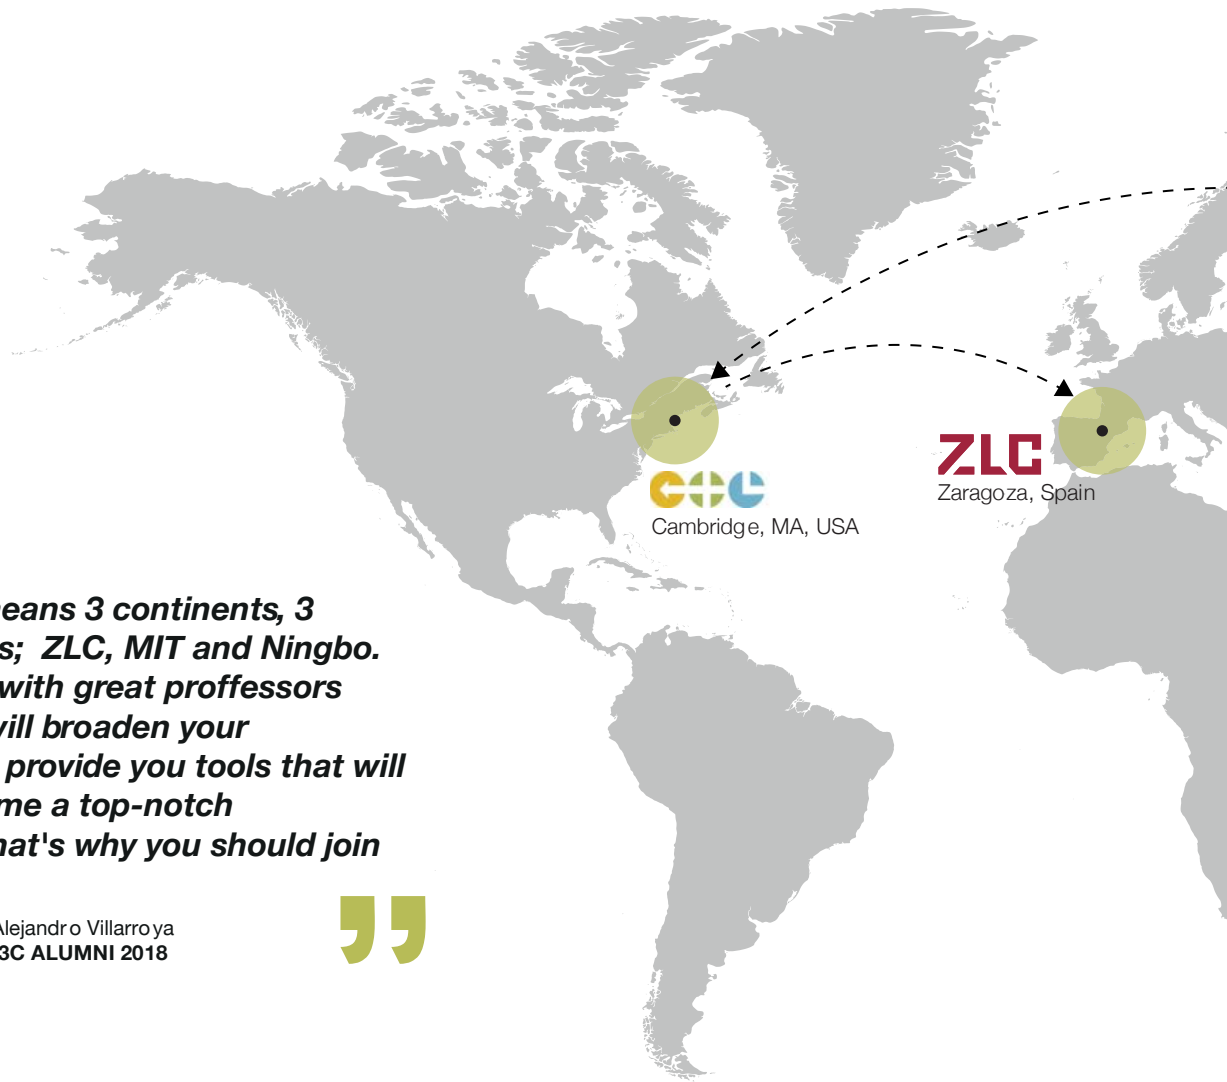 ZLC
Zaragoza, Spain
CTL
Cambridge, MA, USA
eans 3 continents, 3
s; ZLC, MIT and Ningbo.
with great proffessors
vill broaden your
provide you tools that will
me a top-notch
hat's why you should join
Alejandro Villarroya
3C ALUMNI 2018
”